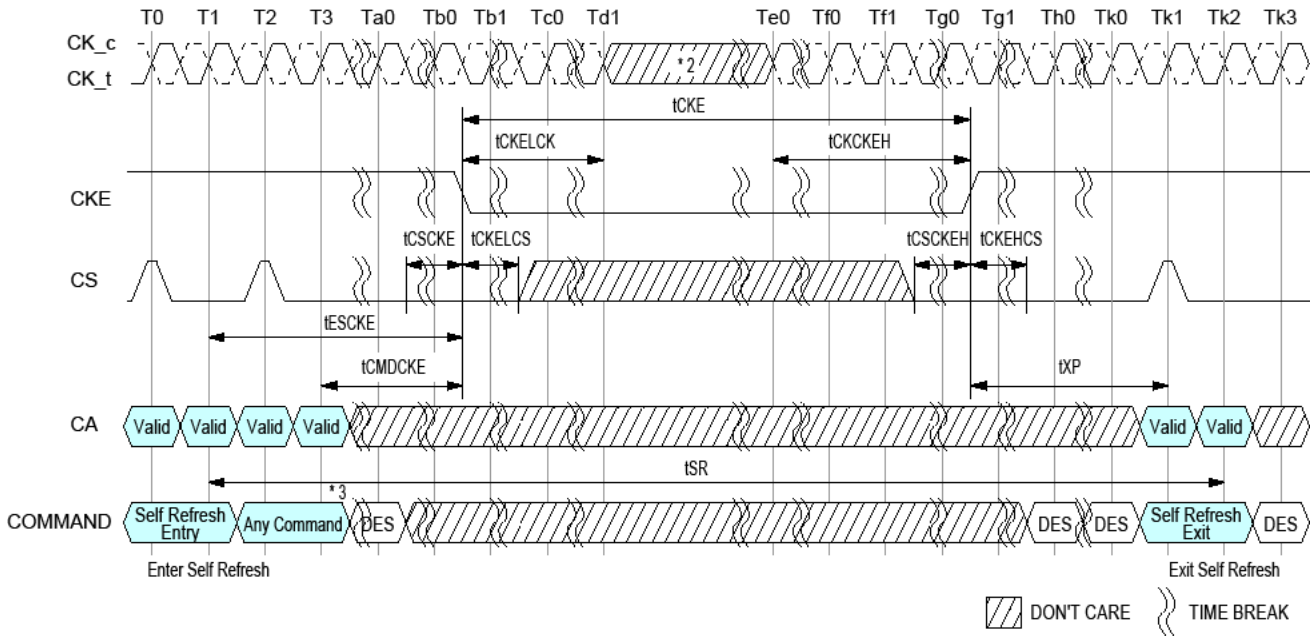 T0 T1 T2 T3 Ta0 Tb0 Tb1 Tc0 Td1 Te0 Tf0 Tf1 Tg0 Tg1 Th0 Tk0 Tk1 Tk2 Tk3
CK_c
CK_t
* 2
tCKE
tCKELCK tCKCKEH
CKE
tCSCKE tCKELCS tCSCKEH tCKEHCS
CS
tESCKE
tCMDCKE tXP
CA Valid Valid Valid Valid Valid Valid
tSR
* 3
COMMAND Self Refresh Entry Any Command DES DES DES Self Refresh Exit DES
Enter Self Refresh Exit Self Refresh
DON'T CARE TIME BREAK